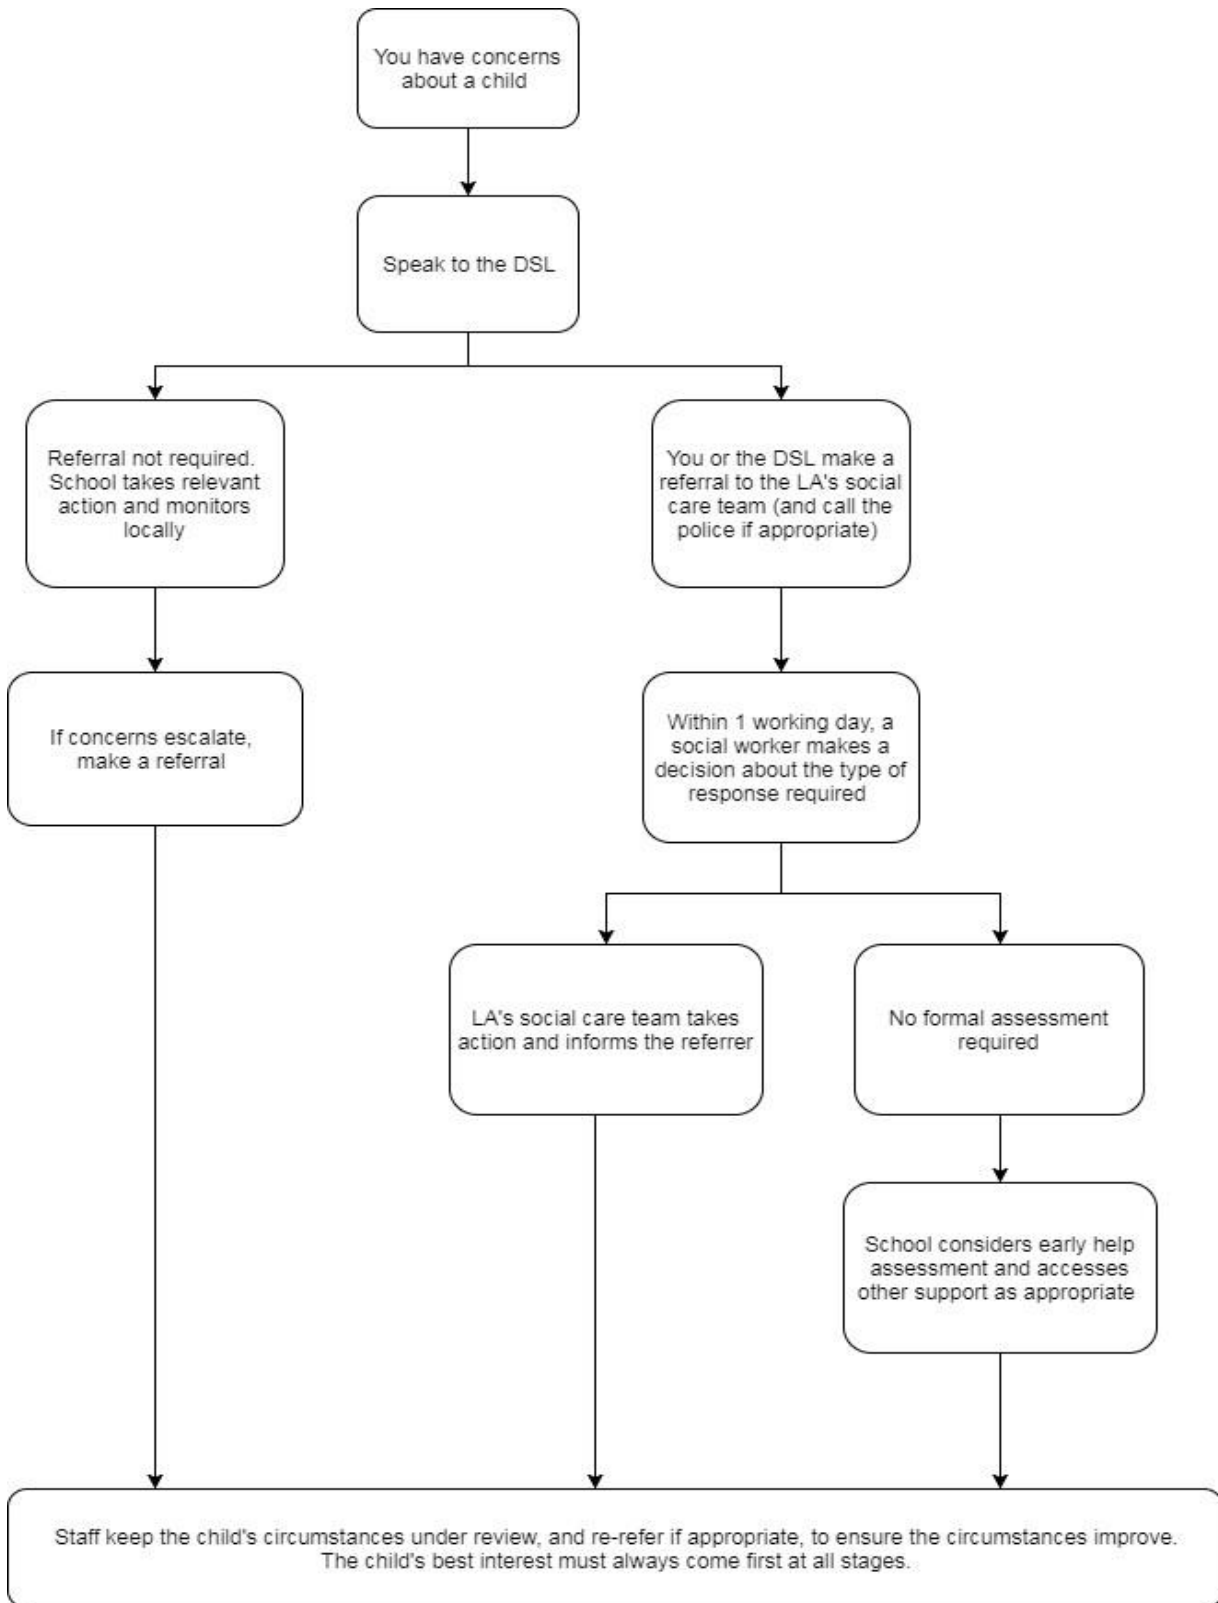 You have concerns
about a child
Speak to the DSL
Referral not required.
School takes relevant
action and monitors
locally
You or the DSL make a
referral to the LA's social
care team (and call the
police if appropriate)
If concerns escalate,
make a referral
Within 1 working day, a
social worker makes a
decision about the type of
response required
LA's social care team takes
action and informs the referrer
No formal assessment
required
School considers early help
assessment and accesses
other support as appropriate
Staff keep the child's circumstances under review, and re-refer if appropriate, to ensure the circumstances improve.
The child's best interest must always come first at all stages.